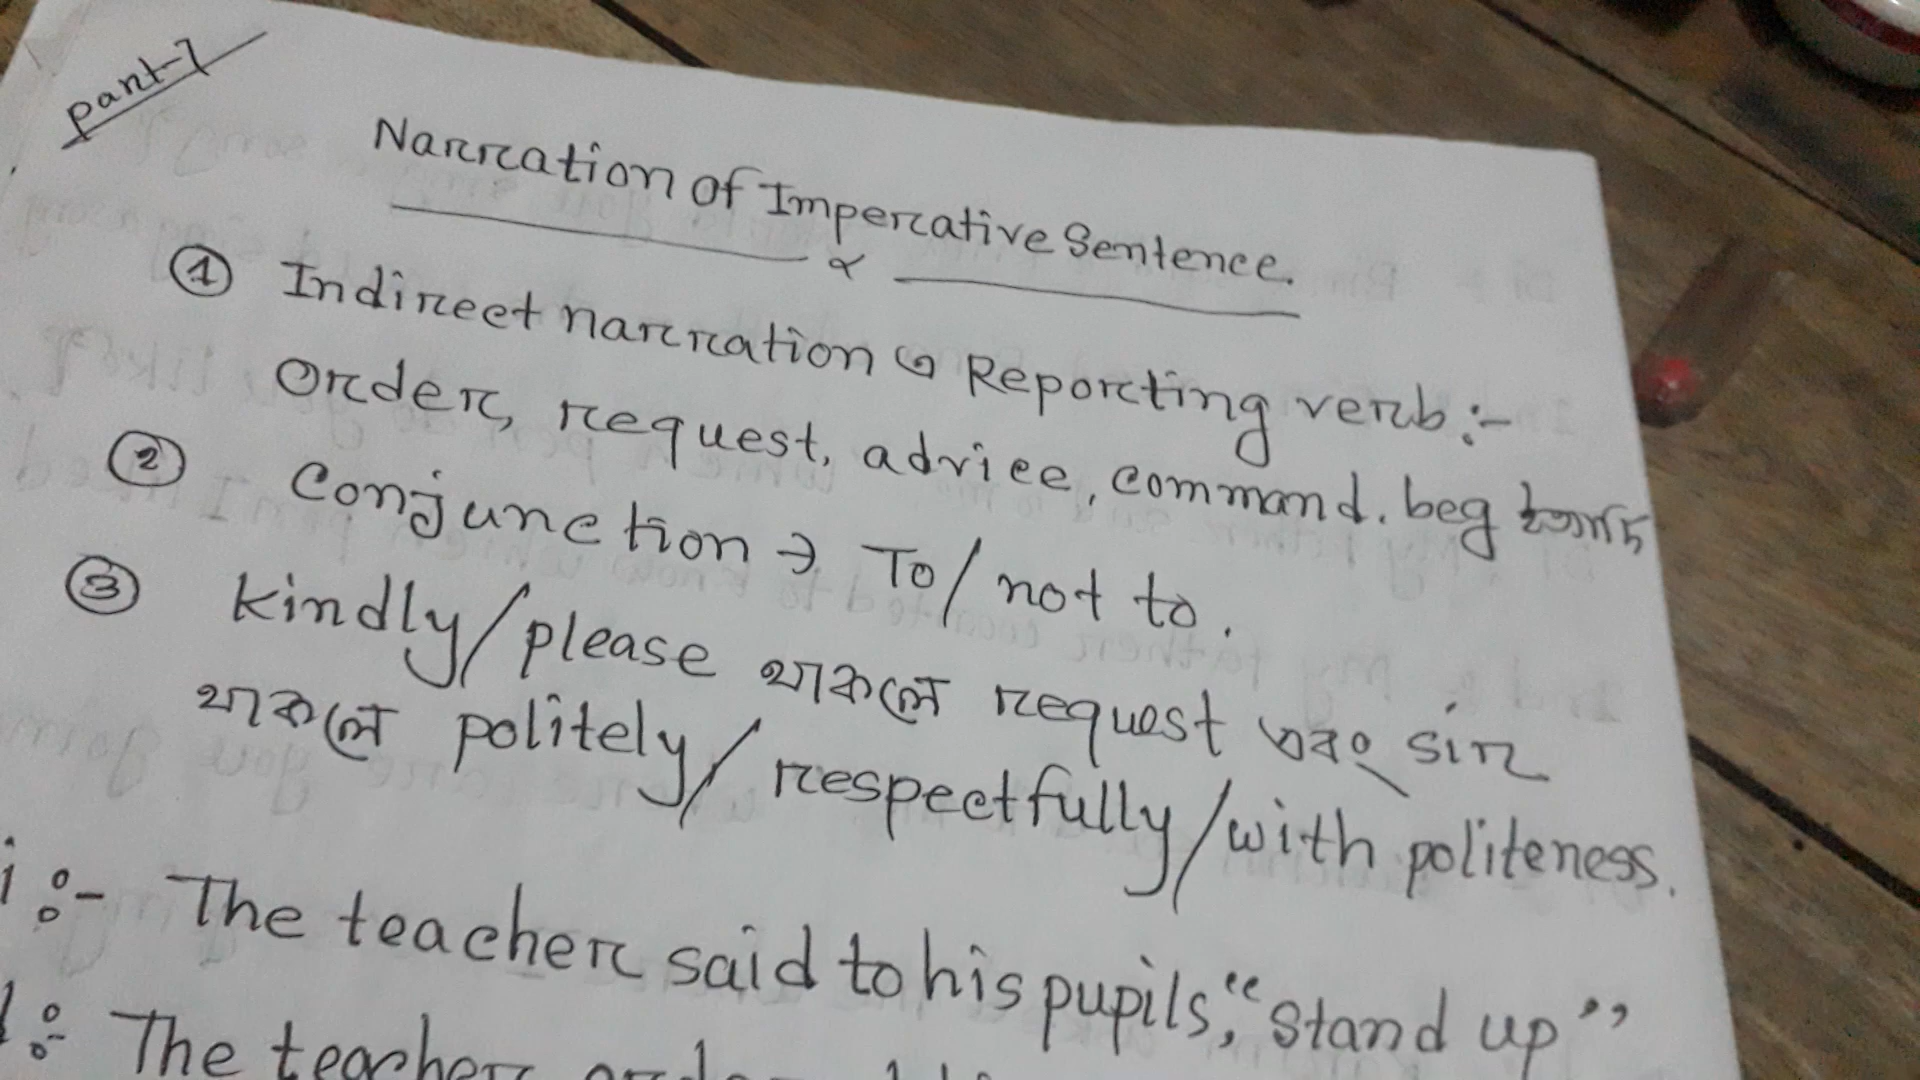 part-7
Narration of Imperative Sentence.
① Indirect narration এ Reporting verb :-
Order, request, advice, command, beg
② Conjunction → To/ not to.
③ kindly/please থাকলে request এবং sir
থাকলে politely/ respectfully/with politeness.
:- The teacher said to his pupils, "Stand up"
:- The teacher